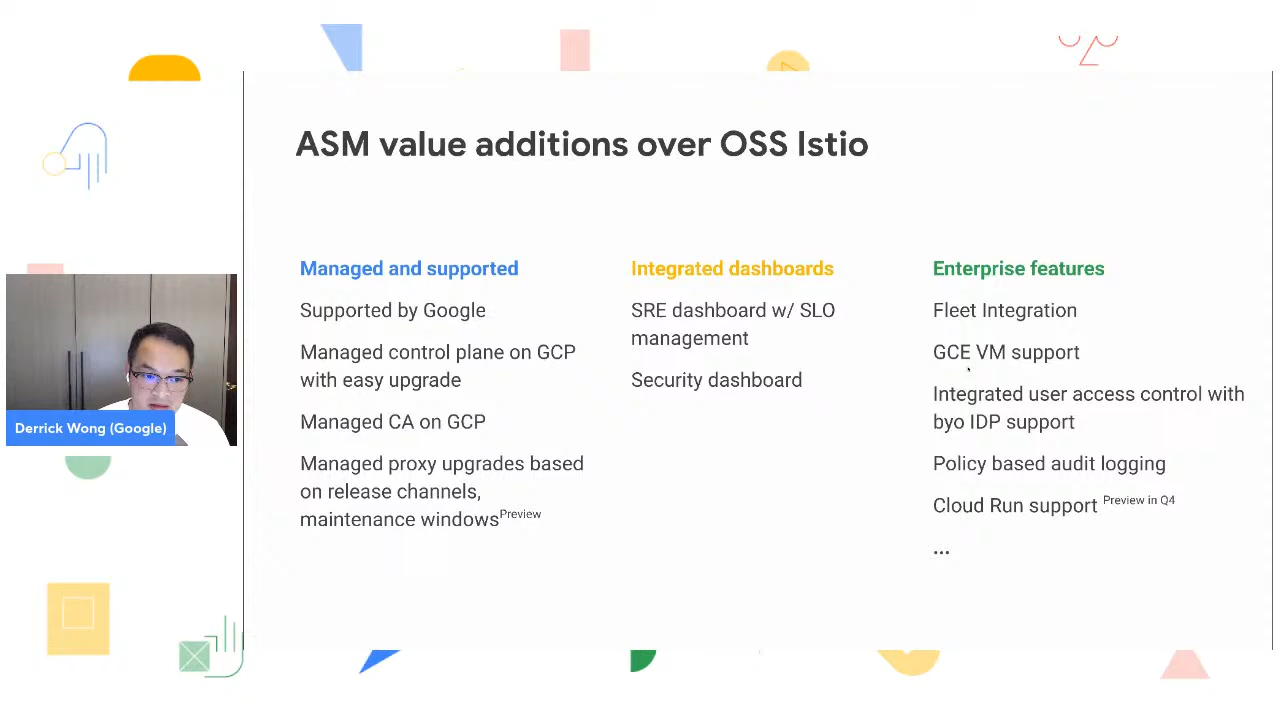 ASM value additions over OSS Istio
Managed and supported
Supported by Google
Managed control plane on GCP
with easy upgrade
Managed CA on GCP
Managed proxy upgrades based
on release channels,
maintenance windows Preview
Integrated dashboards
SRE dashboard w/ SLO
management
Security dashboard
Enterprise features
Fleet Integration
GCE VM support
Integrated user access control with
byo IDP support
Policy based audit logging
Cloud Run support Preview in Q4
...
Derrick Wong (Google)